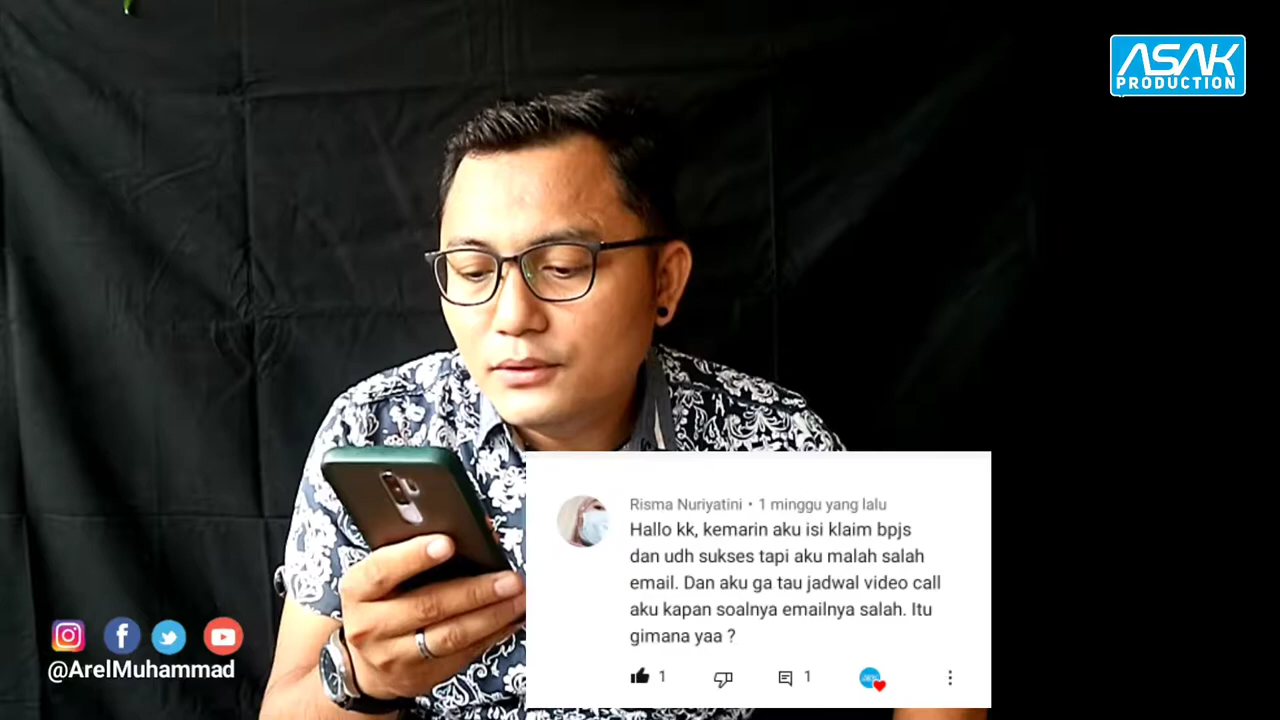 ASAK
PRODUCTION
Risma Nuriyatini • 1 minggu yang lalu
Hallo kk, kemarin aku isi klaim bpjs
dan udh sukses tapi aku malah salah
email. Dan aku ga tau jadwal video call
aku kapan soalnya emailnya salah. Itu
gimana yaa ?
1
1
@ArelMuhammad